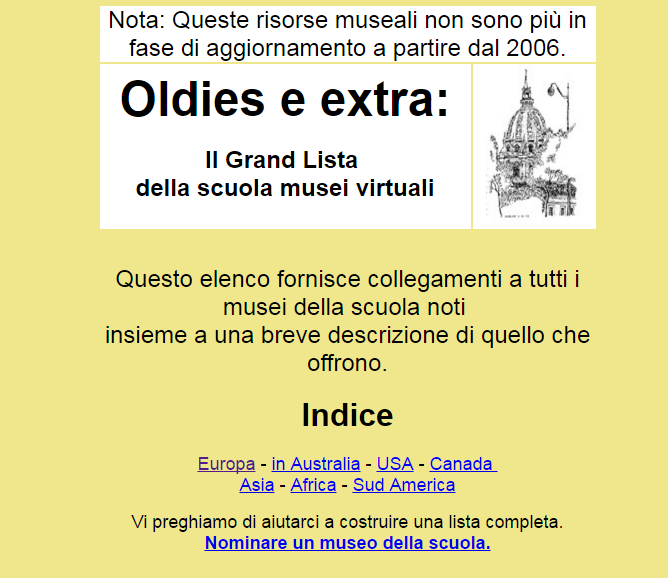 Nota: Queste risorse museali non sono più in
fase di aggiornamento a partire dal 2006.
Oldies e extra:
Il Grand Lista
della scuola musei virtuali
Questo elenco fornisce collegamenti a tutti i
musei della scuola noti
insieme a una breve descrizione di quello che
offrono.
Indice
Europa - in Australia - USA - Canada
Asia - Africa - Sud America
Vi preghiamo di aiutarci a costruire una lista completa.
Nominare un museo della scuola.